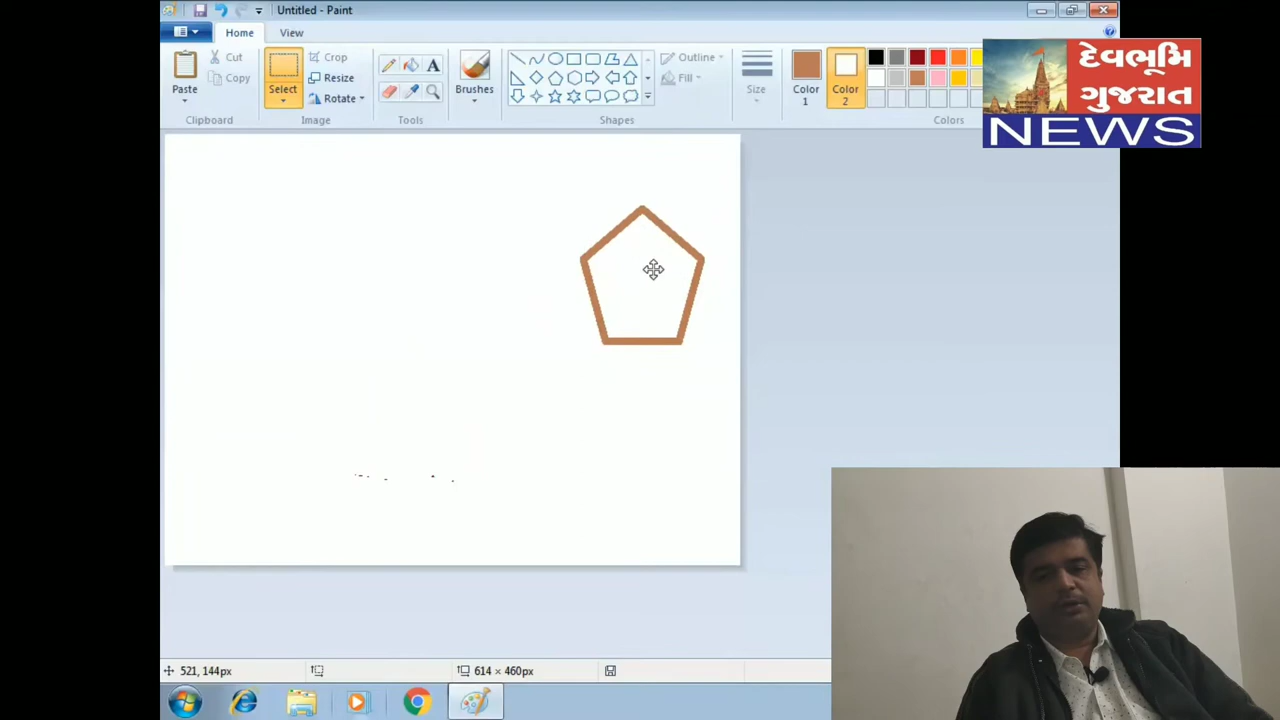 Untitled - Paint
Home
View
Paste
Cut
Copy
Clipboard
Select
Crop
Resize
Rotate
Image
A
Tools
Brushes
Outline
Fill
Shapes
Size
Color
1
Color
2
Colors
દેવભૂમિ
ગુજરાત
NEWS
521, 144px
614 × 460px